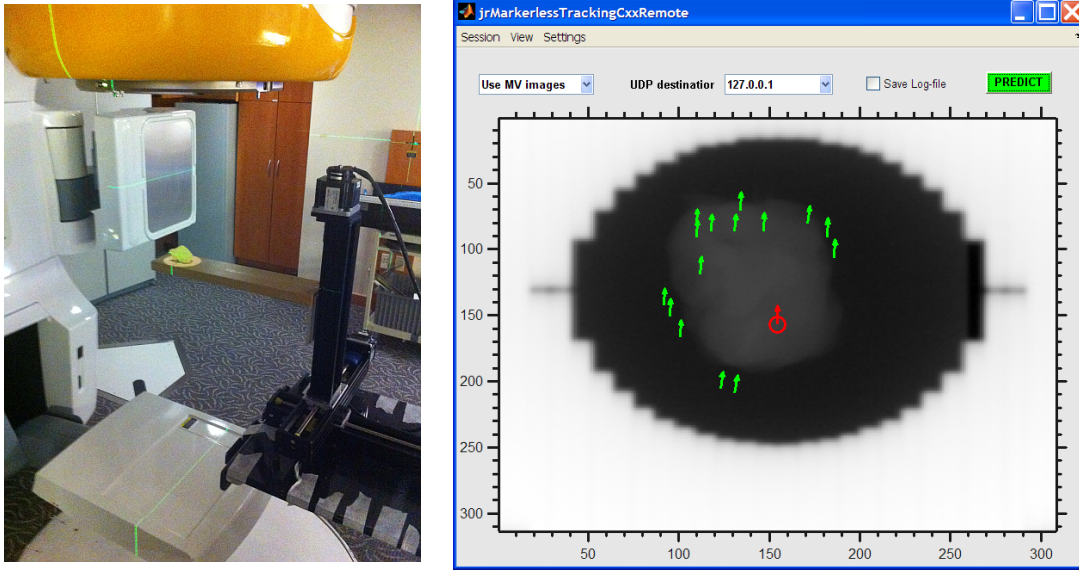 jrMarkerlessTrackingCxxRemote
Session View Settings
Use MV images UDP destinatior 127.0.0.1 Save Log-file PREDICT
50
100
150
200
250
300
50 100 150 200 250 300